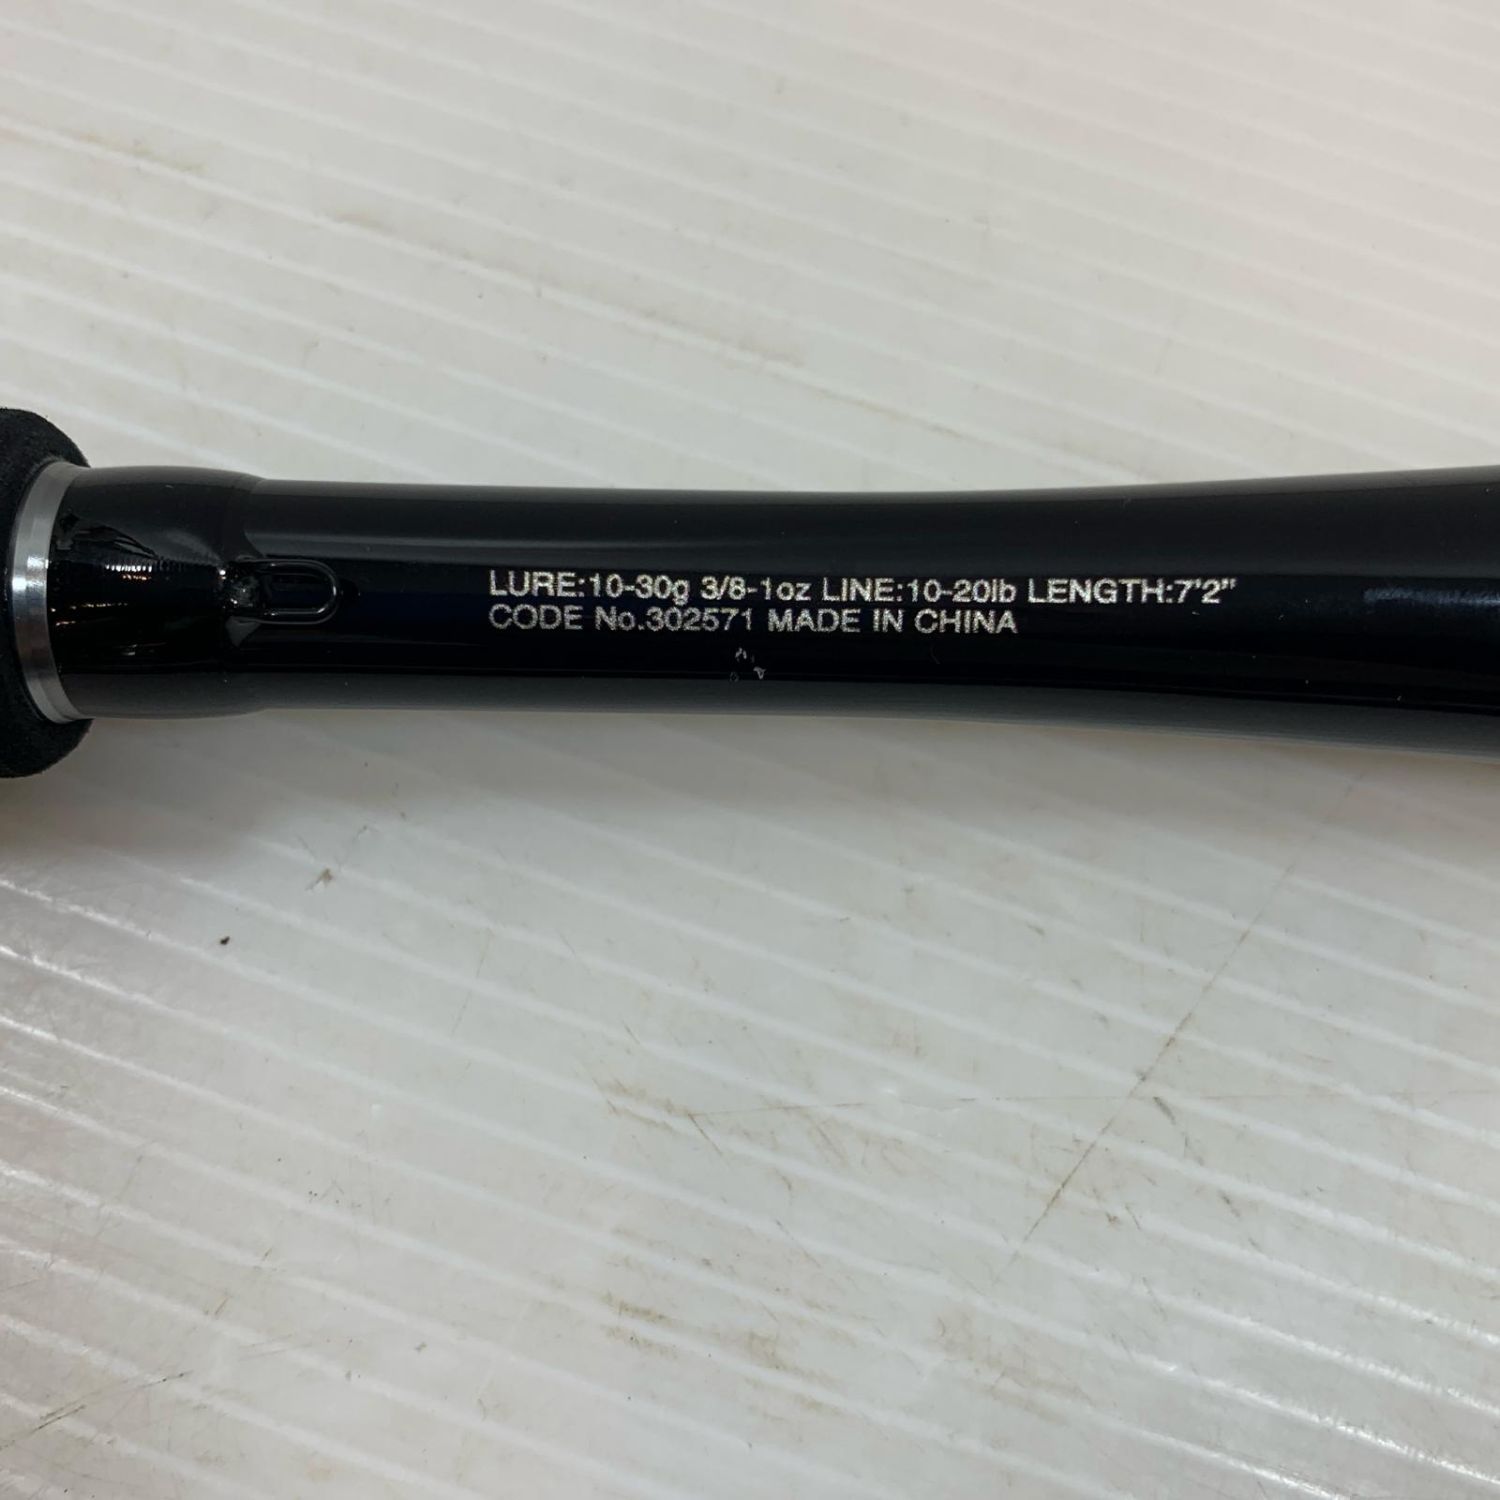 LURE:10-30g 3/8-1oz LINE:10-20lb LENGTH:7'2"
CODE No.302571 MADE IN CHINA